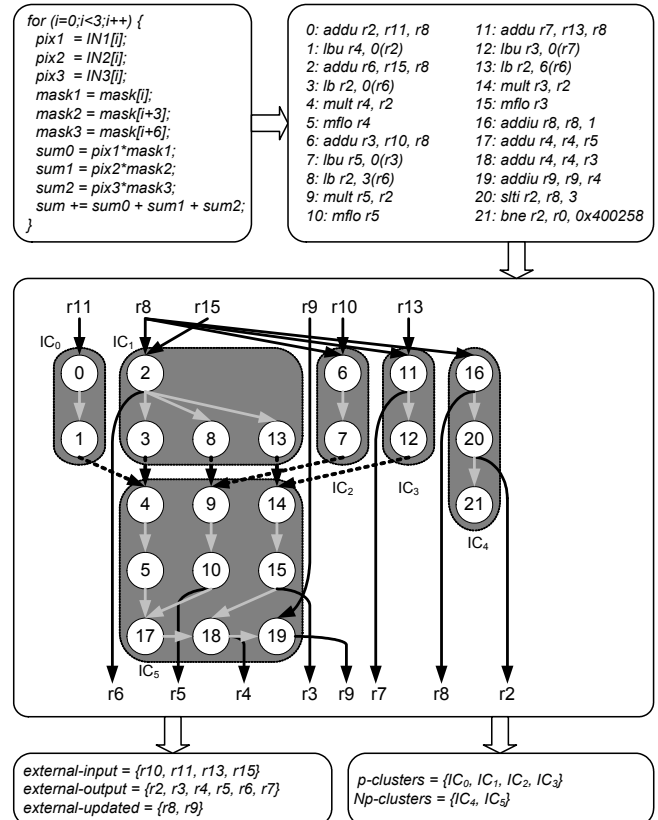 for (i=0;i<3;i++) {
pix1 = IN1[i];
pix2 = IN2[i];
pix3 = IN3[i];
mask1 = mask[i];
mask2 = mask[i+3];
mask3 = mask[i+6];
sum0 = pix1*mask1;
sum1 = pix2*mask2;
sum2 = pix3*mask3;
sum += sum0 + sum1 + sum2;
}
0: addu r2, r11, r8
1: lbu r4, 0(r2)
2: addu r6, r15, r8
3: lb r2, 0(r6)
4: mult r4, r2
5: mflo r4
6: addu r3, r10, r8
7: lbu r5, 0(r3)
8: lb r2, 3(r6)
9: mult r5, r2
10: mflo r5
11: addu r7, r13, r8
12: lbu r3, 0(r7)
13: lb r2, 6(r6)
14: mult r3, r2
15: mflo r3
16: addiu r8, r8, 1
17: addu r4, r4, r5
18: addu r4, r4, r3
19: addiu r9, r9, r4
20: slti r2, r8, 3
21: bne r2, r0, 0x400258
r11 r8 r15 r9 r10 r13
IC0 IC1
0 2 6 11 16
1 3 8 13 7 12 20
IC2 IC3
4 9 14 21
IC4
5 10 15
17 18 19
IC5
r6 r5 r4 r3 r9 r7 r8 r2
external-input = {r10, r11, r13, r15}
external-output = {r2, r3, r4, r5, r6, r7}
external-updated = {r8, r9}
p-clusters = {IC0, IC1, IC2, IC3}
Np-clusters = {IC4, IC5}